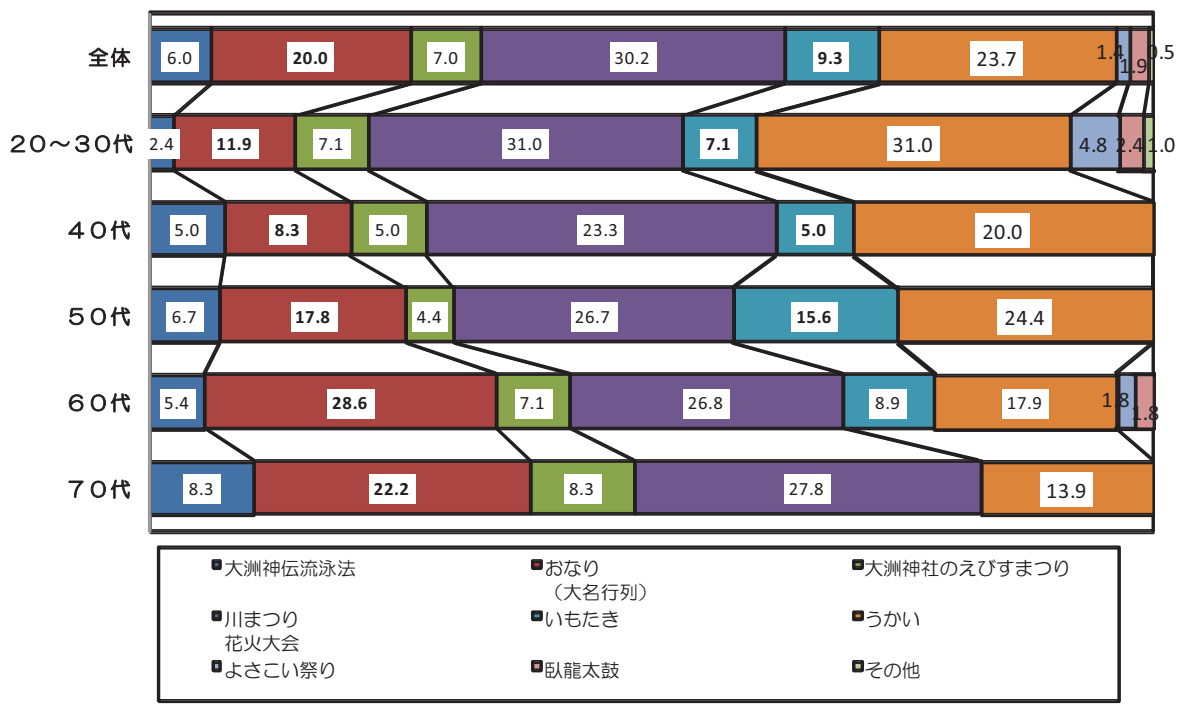 全体 6.0 20.0 7.0 30.2 9.3 23.7 1.4 1.9 0.5
20～30代 2.4 11.9 7.1 31.0 7.1 31.0 4.8 2.4 1.0
40代 5.0 8.3 5.0 23.3 5.0 20.0
50代 6.7 17.8 4.4 26.7 15.6 24.4
60代 5.4 28.6 7.1 26.8 8.9 17.9 1.8 1.8
70代 8.3 22.2 8.3 27.8 13.9
大洲神伝流泳法
おなり
（大名行列）
大洲神社のえびすまつり
川まつり
花火大会
いもたき
うかい
よさこい祭り
臥龍太鼓
その他